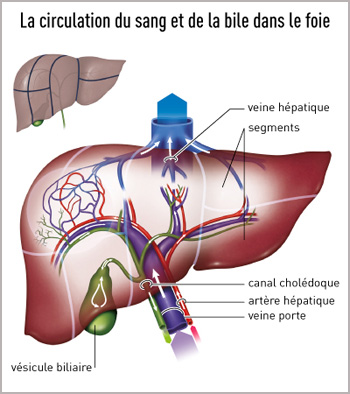 La circulation du sang et de la bile dans le foie
veine hépatique
segments
canal cholédoque
artère hépatique
veine porte
vésicule biliaire